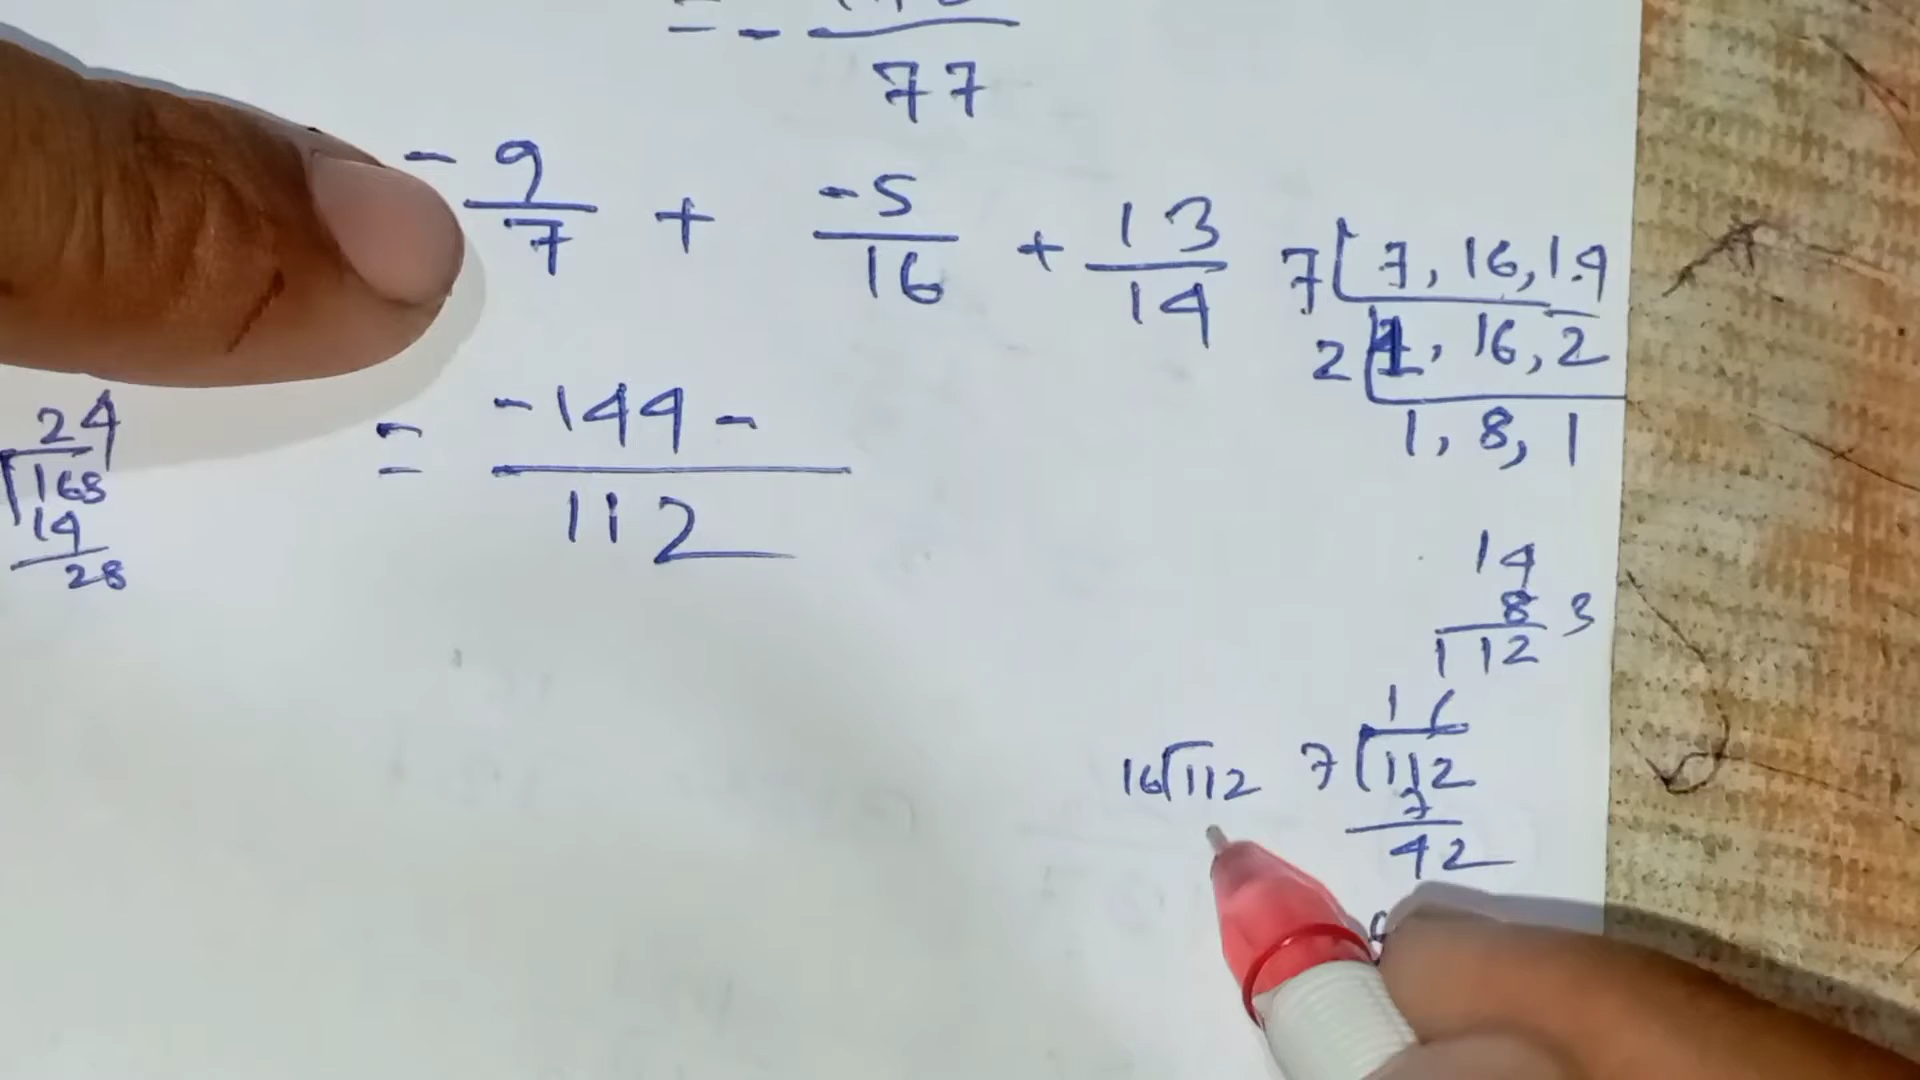 = -
77
- 9/7 + -5/16 + 13/14
7 | 7, 16, 14
2 | 1, 16, 2
1, 8, 1
= -144 - / 112
24
168
14
28
14
8 3
112
16
16 | 112
7 | 112
7
42